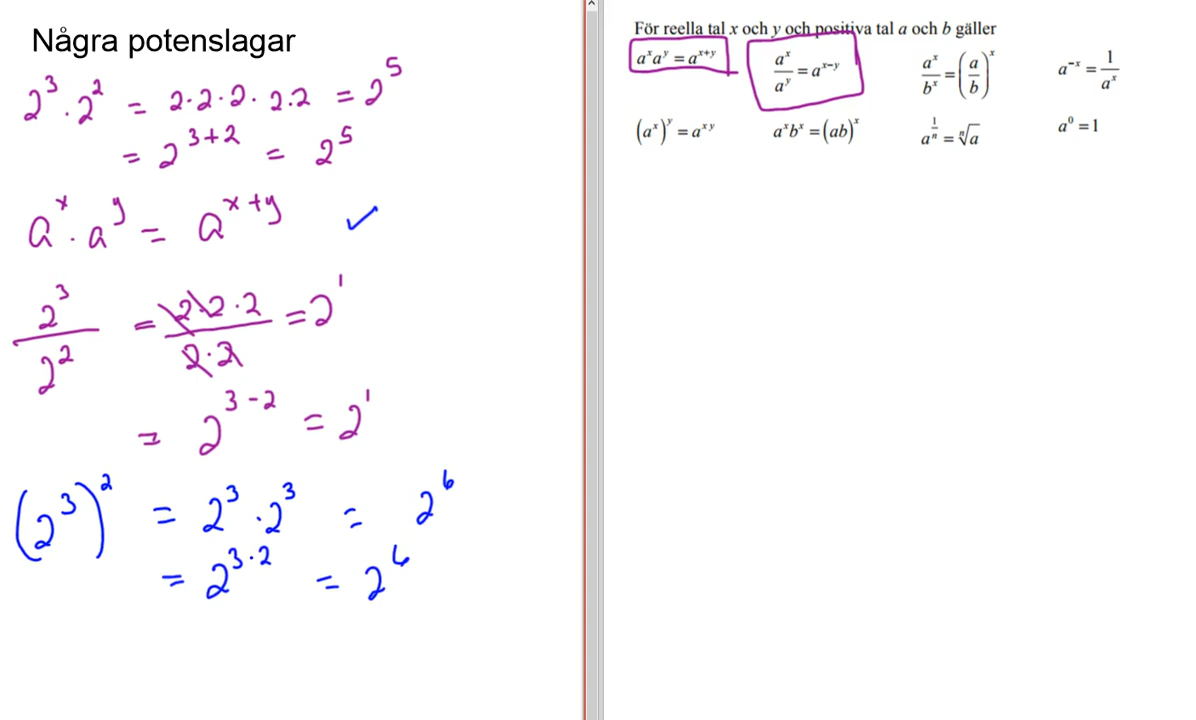 Några potenslagar
2³ · 2² = 2·2·2·2·2 = 2⁵
= 2³⁺² = 2⁵
aˣ · aʸ = aˣ⁺ʸ ✓
2³/2² = 2·2·2/2·2 = 2¹
= 2³⁻² = 2¹
(2³)² = 2³ · 2³ = 2⁶
= 2³·² = 2⁶
För reella tal x och y och positiva tal a och b gäller
aˣaʸ = aˣ⁺ʸ aˣ/aʸ = aˣ⁻ʸ aˣ/bˣ = (a/b)ˣ a⁻ˣ = 1/aˣ
(aˣ)ʸ = aˣʸ aˣbˣ = (ab)ˣ a^(1/n) = ⁿ√a a⁰ = 1